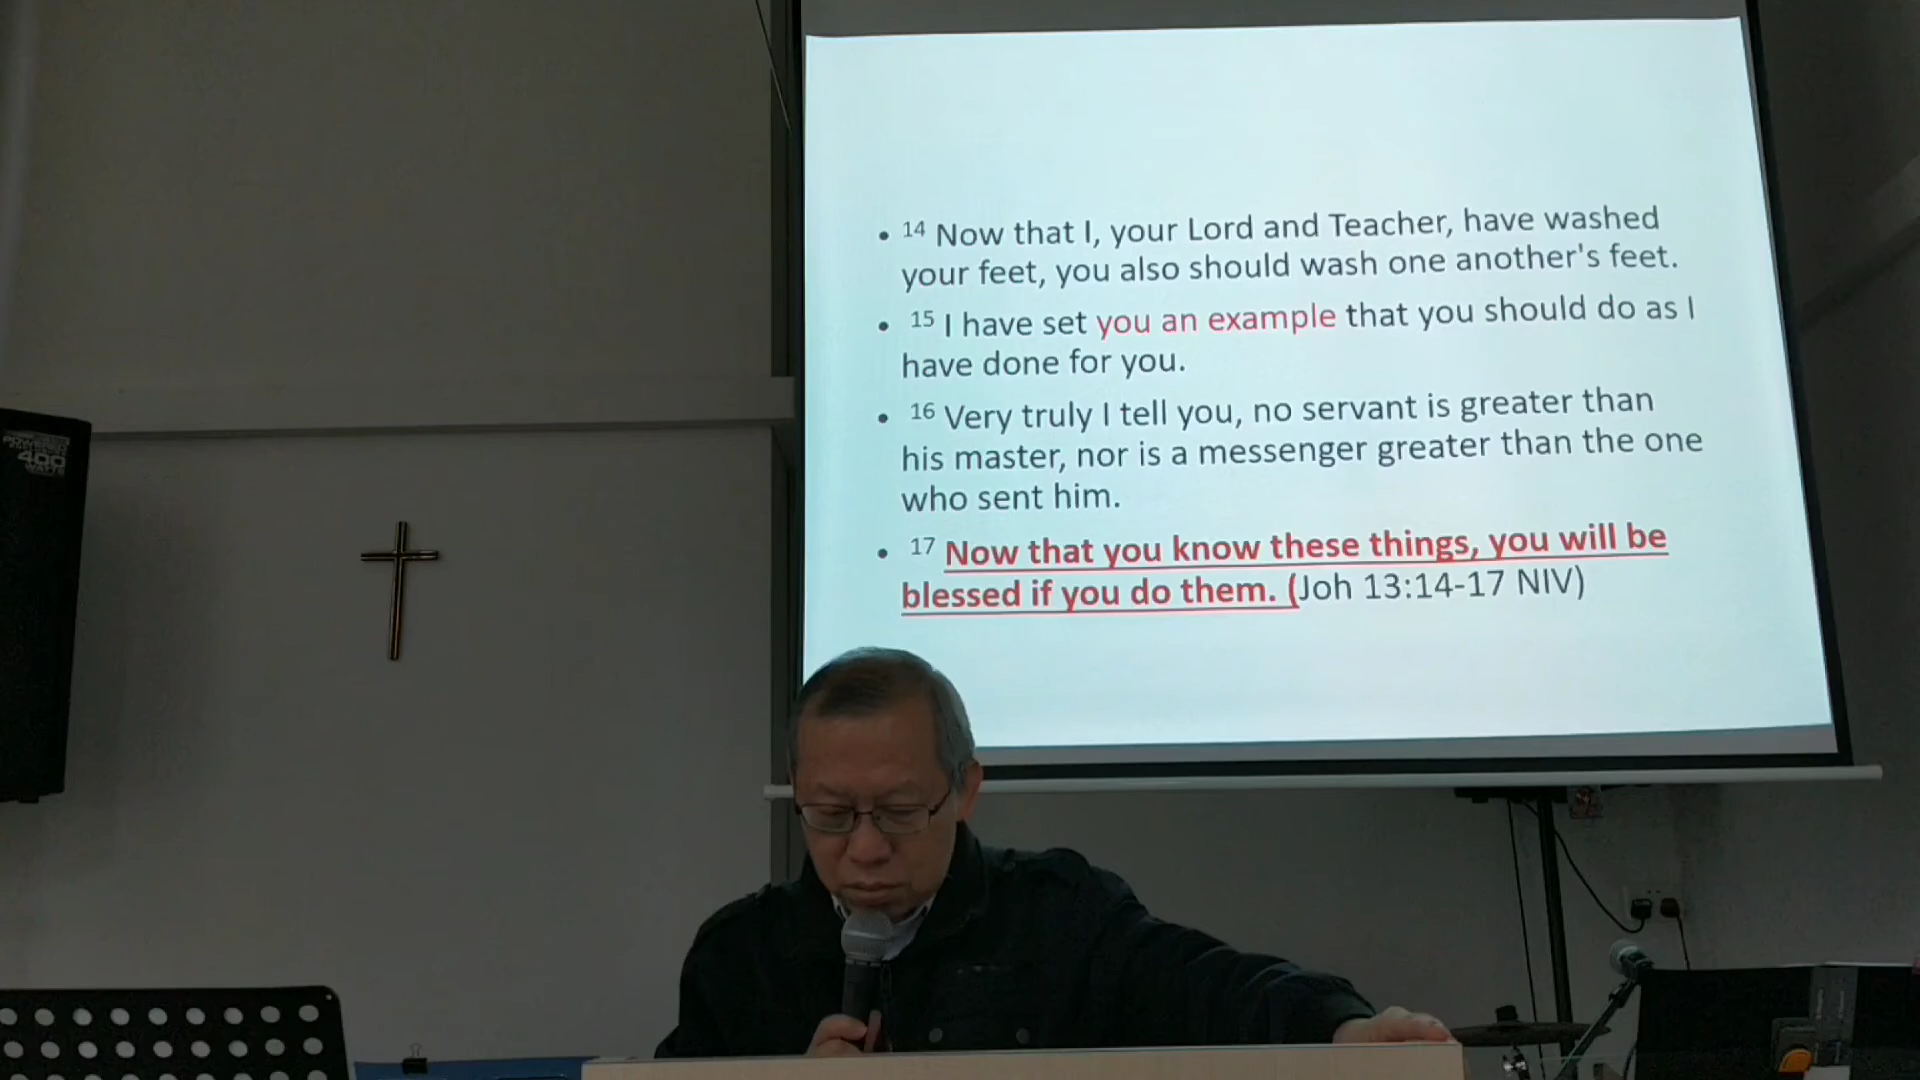 • 14 Now that I, your Lord and Teacher, have washed
your feet, you also should wash one another's feet.
• 15 I have set you an example that you should do as I
have done for you.
• 16 Very truly I tell you, no servant is greater than
his master, nor is a messenger greater than the one
who sent him.
• 17 Now that you know these things, you will be
blessed if you do them. (Joh 13:14-17 NIV)
POWERED
400
WATTS